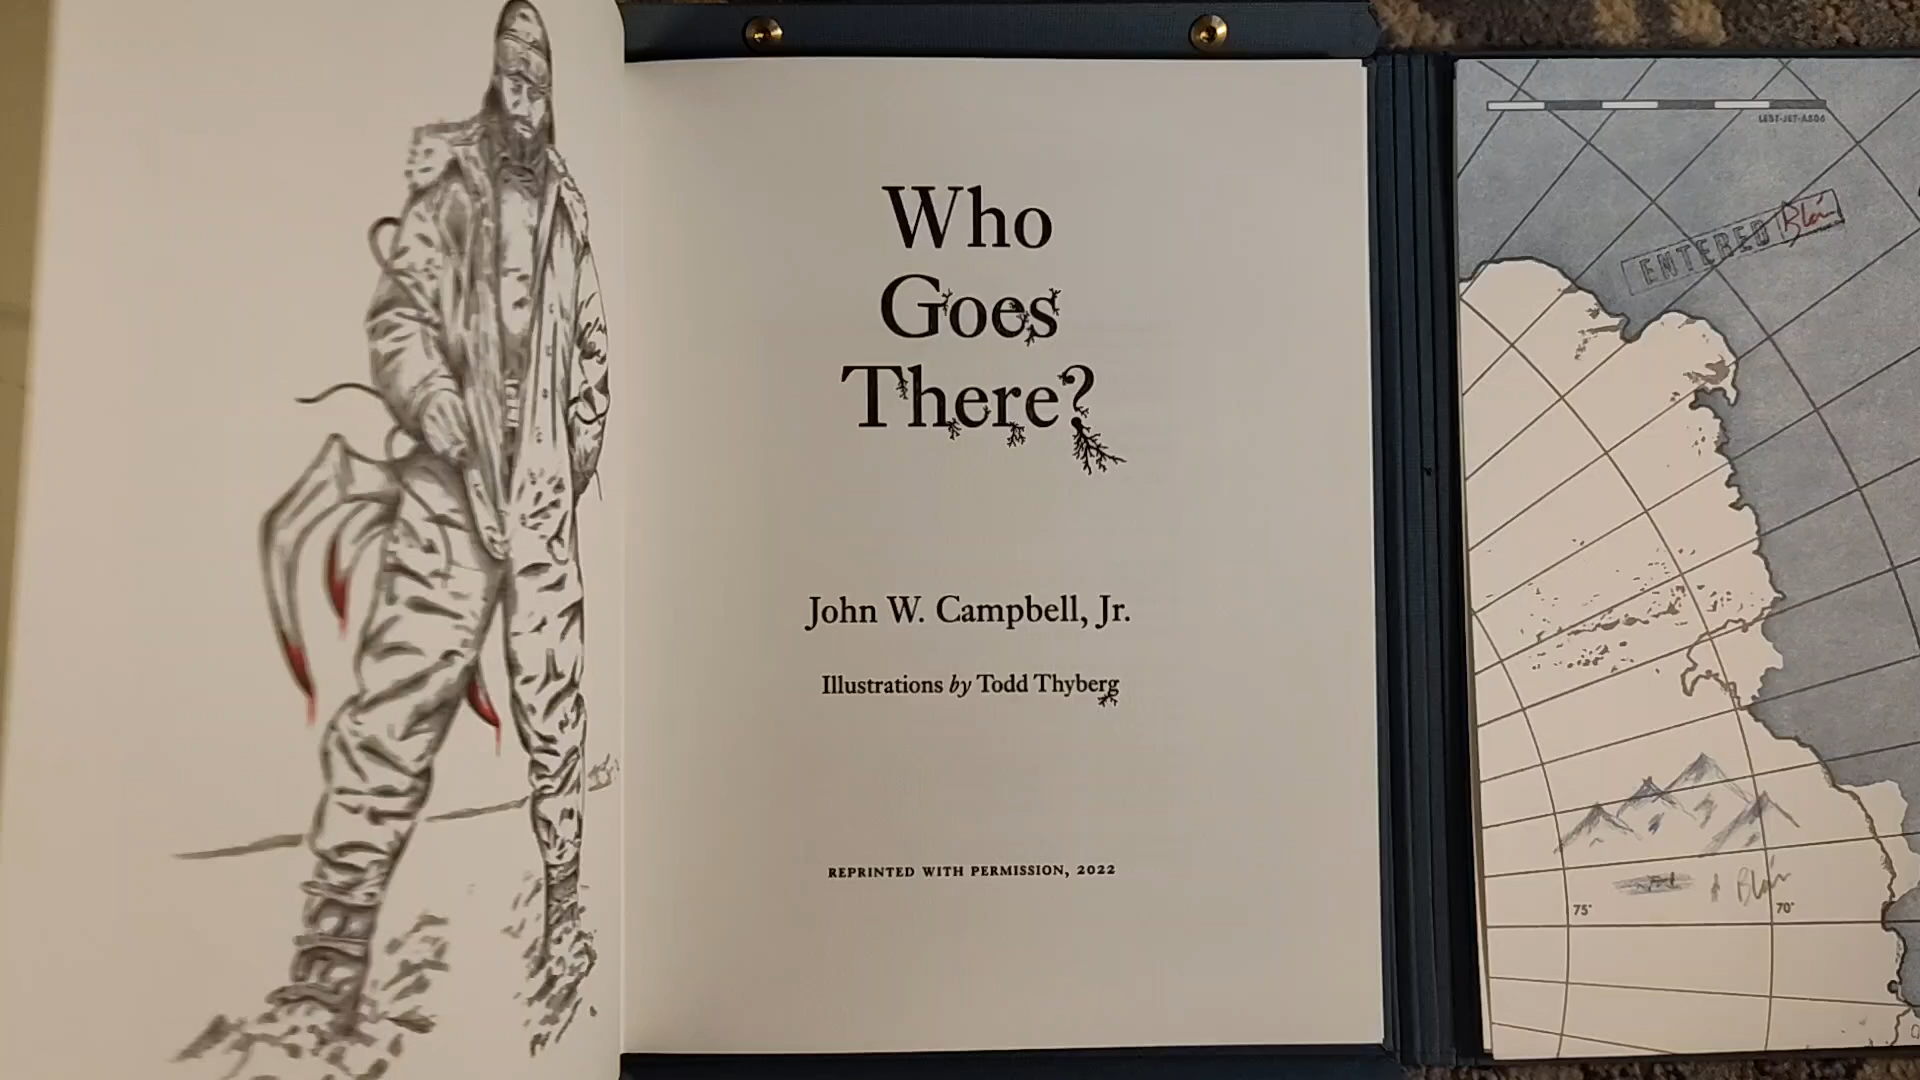 Who
Goes
There?
John W. Campbell, Jr.
Illustrations by Todd Thyberg
REPRINTED WITH PERMISSION, 2022
ENTERED
75°
70°